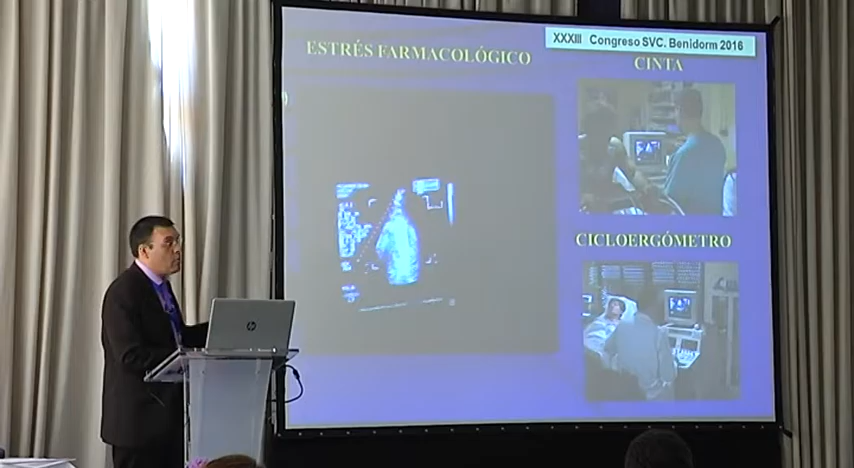 ESTRÉS FARMACOLÓGICO
XXXIII Congreso SVC. Benidorm 2016
CINTA
CICLOERGÓMETRO
hp